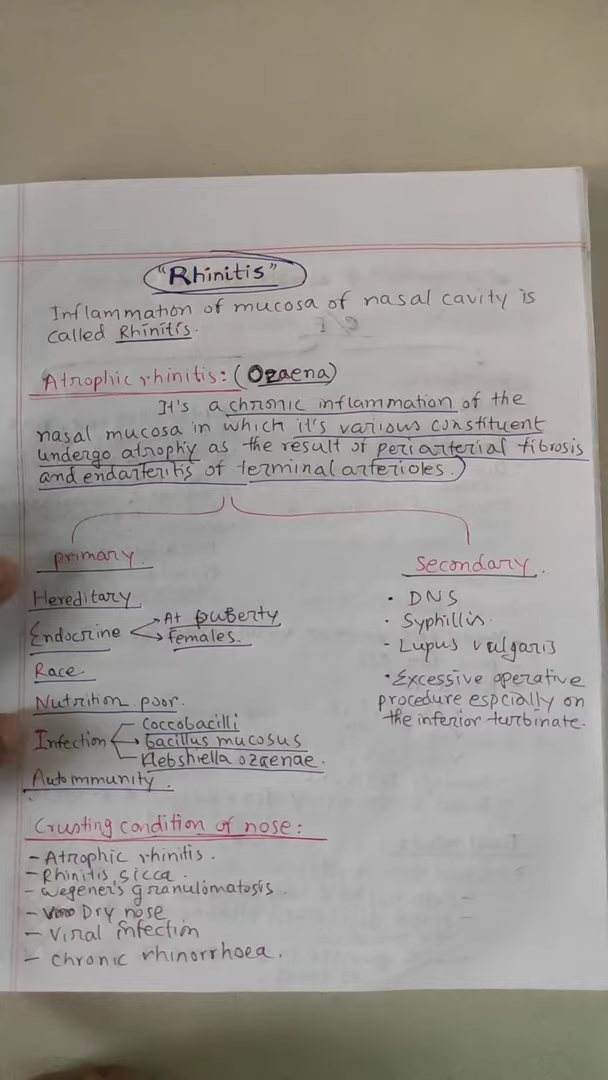 "Rhinitis"
Inflammation of mucosa of nasal cavity is
called Rhinitis.
Atrophic rhinitis: (Ozaena)
It's a chronic inflammation of the
nasal mucosa in which it's various constituent
undergo atrophy as the result of periarterial fibrosis
and endarteritis of terminal arterioles.)
primary.
Hereditary
Endocrine At puberty
females.
Race.
Nutrition poor.
Infection Coccobacilli
bacillus mucosus
Klebshiella ozaenae.
Autoimmunity.
Secondary.
• DNS
• Syphillis.
- Lupus vulgaris
• Excessive operative
procedure espcially on
the inferior turbinate.
Crusting condition of nose:
- Atrophic rhinitis.
- Rhinitis sicca.
- Wegener's granulomatosis.
- Dry nose
- Viral infection
- chronic rhinorrhoea.